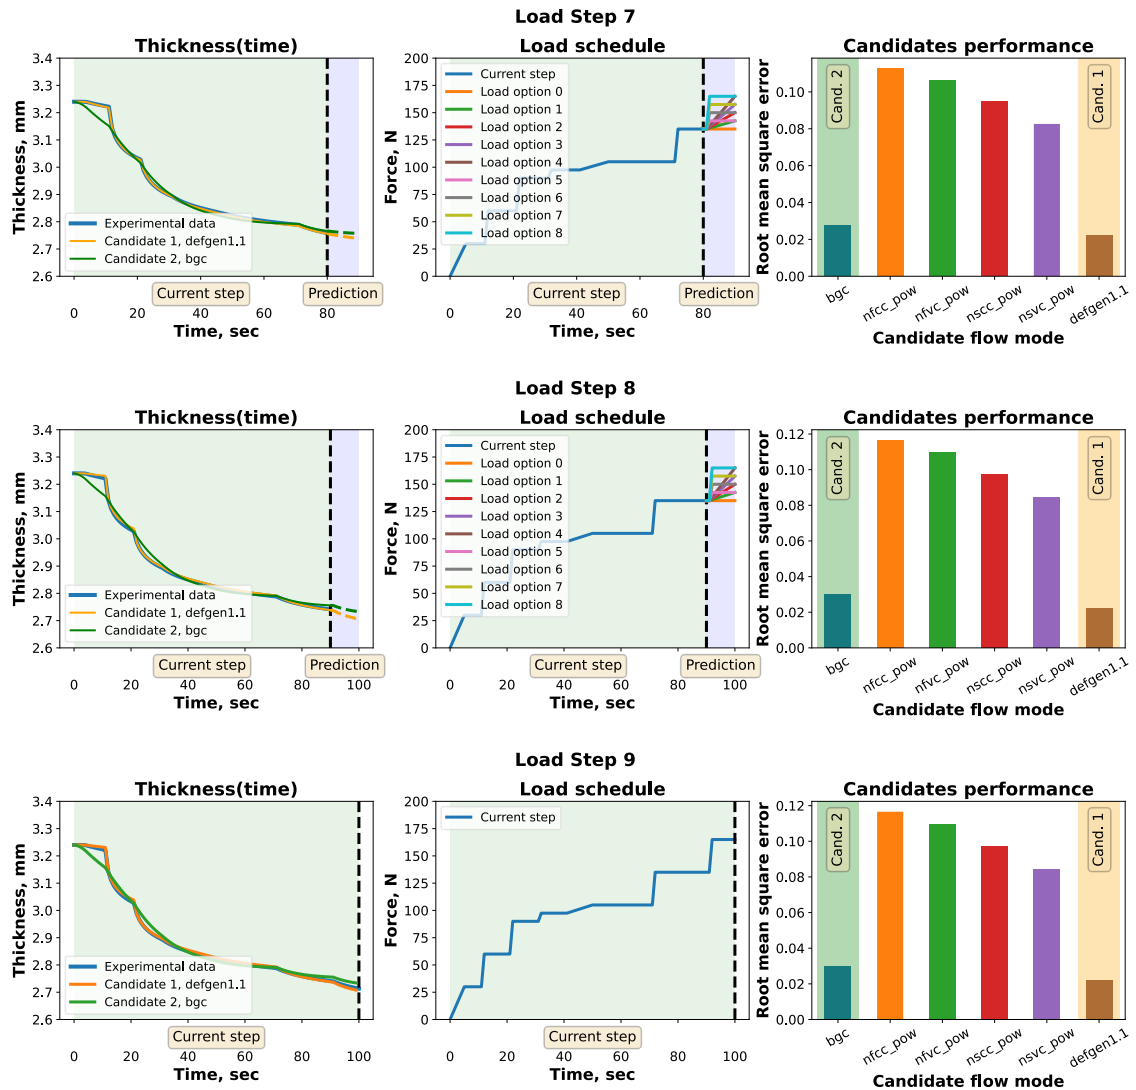 Load Step 7
Thickness(time)
Thickness, mm
3.4
3.3
3.2
3.1
3.0
2.9
2.8
2.7
2.6
Experimental data
Candidate 1, defgen1.1
Candidate 2, bgc
Current step
Prediction
0 20 40 60 80
Time, sec
Load schedule
Force, N
200
175
150
125
100
75
50
25
0
Current step
Load option 0
Load option 1
Load option 2
Load option 3
Load option 4
Load option 5
Load option 6
Load option 7
Load option 8
Current step
Prediction
0 20 40 60 80
Time, sec
Candidates performance
Root mean square error
0.10
0.08
0.06
0.04
0.02
0.00
Cand. 2
Cand. 1
bgc nfcc_pow nfvc_pow nscc_pow nsvc_pow defgen1.1
Candidate flow mode
Load Step 8
Thickness(time)
Thickness, mm
3.4
3.3
3.2
3.1
3.0
2.9
2.8
2.7
2.6
Experimental data
Candidate 1, defgen1.1
Candidate 2, bgc
Current step
Prediction
0 20 40 60 80 100
Time, sec
Load schedule
Force, N
200
175
150
125
100
75
50
25
0
Current step
Load option 0
Load option 1
Load option 2
Load option 3
Load option 4
Load option 5
Load option 6
Load option 7
Load option 8
Current step
Prediction
0 20 40 60 80 100
Time, sec
Candidates performance
Root mean square error
0.12
0.10
0.08
0.06
0.04
0.02
0.00
Cand. 2
Cand. 1
bgc nfcc_pow nfvc_pow nscc_pow nsvc_pow defgen1.1
Candidate flow mode
Load Step 9
Thickness(time)
Thickness, mm
3.4
3.3
3.2
3.1
3.0
2.9
2.8
2.7
2.6
Experimental data
Candidate 1, defgen1.1
Candidate 2, bgc
Current step
0 20 40 60 80 100
Time, sec
Load schedule
Force, N
200
175
150
125
100
75
50
25
0
Current step
Current step
0 20 40 60 80 100
Time, sec
Candidates performance
Root mean square error
0.12
0.10
0.08
0.06
0.04
0.02
0.00
Cand. 2
Cand. 1
bgc nfcc_pow nfvc_pow nscc_pow nsvc_pow defgen1.1
Candidate flow mode